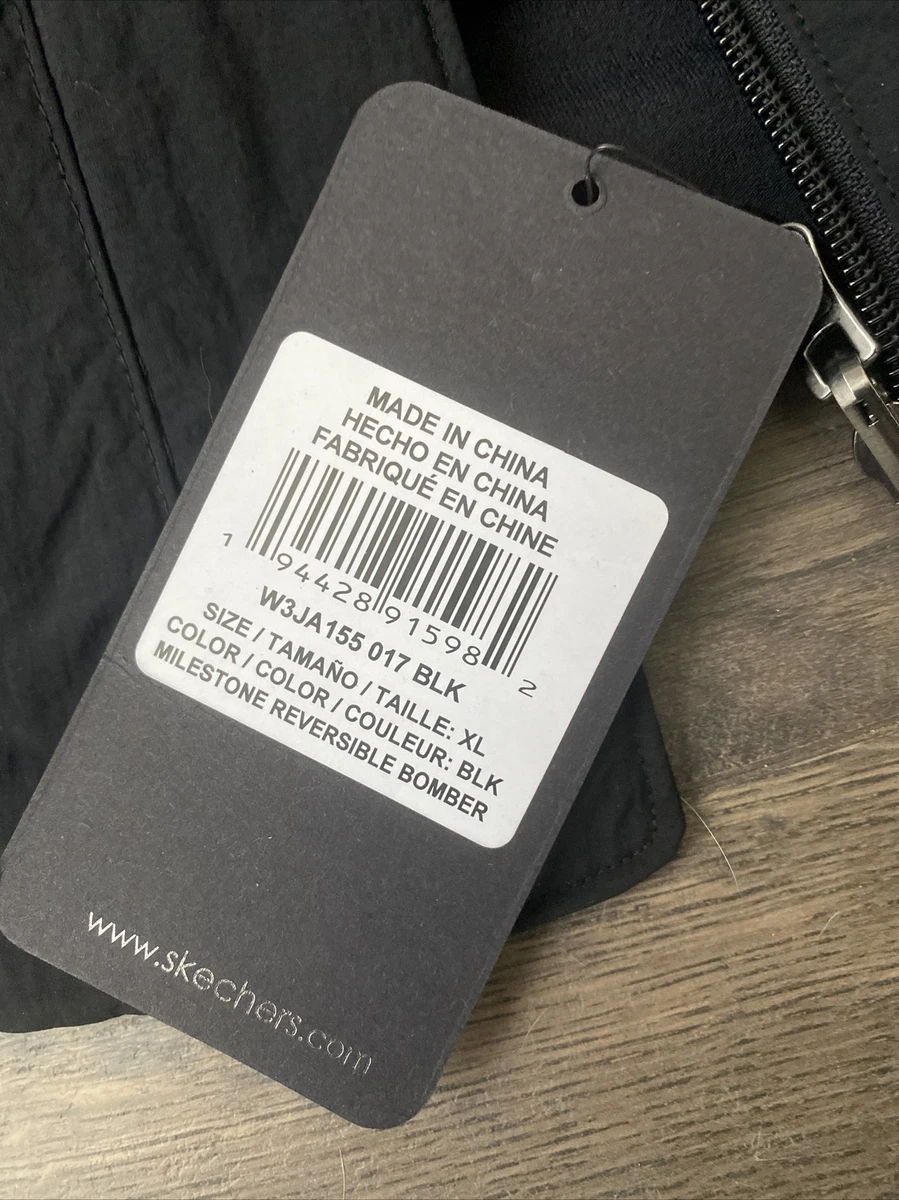 MADE IN CHINA
HECHO EN CHINA
FABRIQUÉ EN CHINE
1 94428 91598 2
W3JA155 017 BLK
SIZE / TAMAÑO / TAILLE: XL
COLOR / COLOR / COULEUR: BLK
MILESTONE REVERSIBLE BOMBER
www.skechers.com